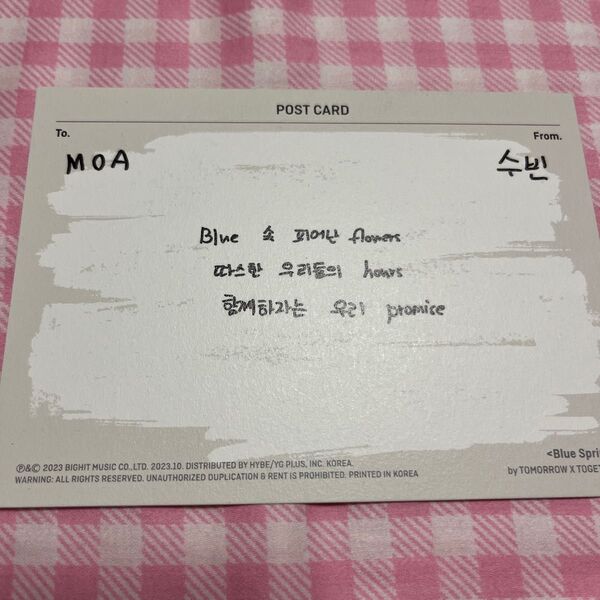 POST CARD
To.
From.
MOA
수빈
Blue 속 피어난 flowers
따스한 우리들의 hours
함께하자는 우리 promise
℗&© 2023 BIGHIT MUSIC CO.,LTD. 2023.10. DISTRIBUTED BY HYBE/YG PLUS, INC. KOREA.
WARNING: ALL RIGHTS RESERVED. UNAUTHORIZED DUPLICATION & RENT IS PROHIBITED. PRINTED IN KOREA
<Blue Spri
by TOMORROW X TOGET